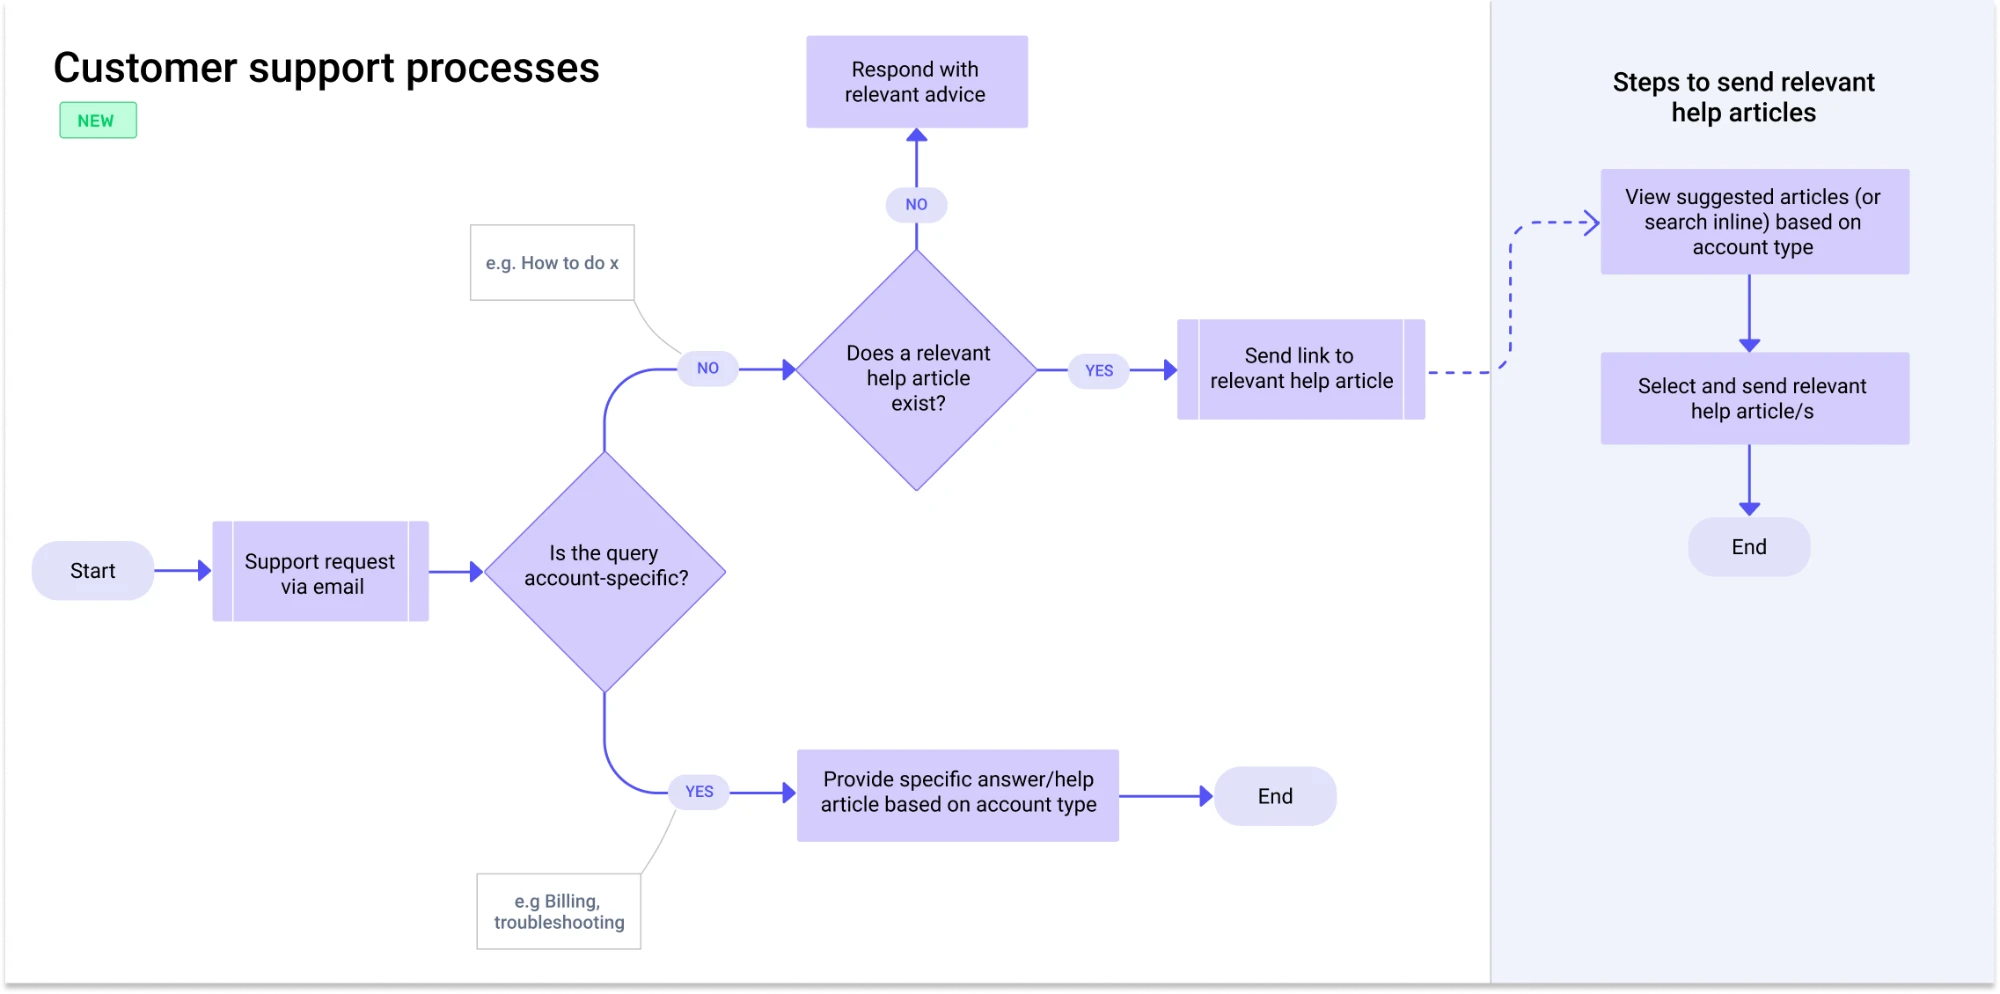 Customer support processes
NEW
Respond with
relevant advice
NO
e.g. How to do x
NO
Does a relevant
help article
exist?
YES
Send link to
relevant help article
Start
Support request
via email
Is the query
account-specific?
YES
Provide specific answer/help
article based on account type
End
e.g Billing,
troubleshooting
Steps to send relevant
help articles
View suggested articles (or
search inline) based on
account type
Select and send relevant
help article/s
End